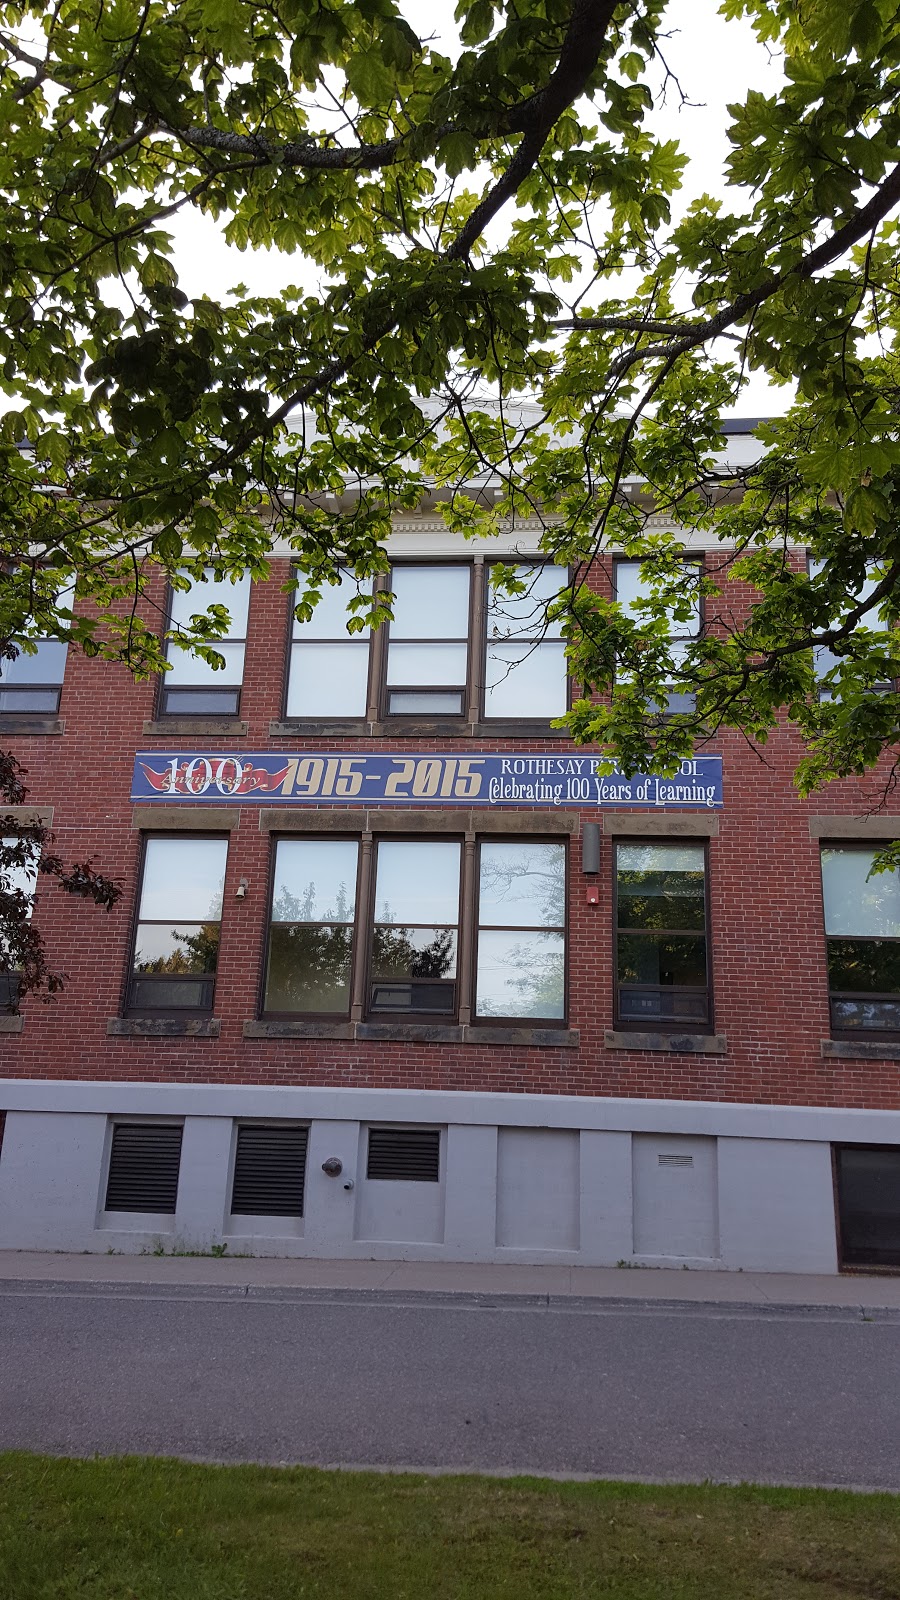 100
Anniversary
1915-2015
ROTHESAY
Celebrating 100 Years of Learning